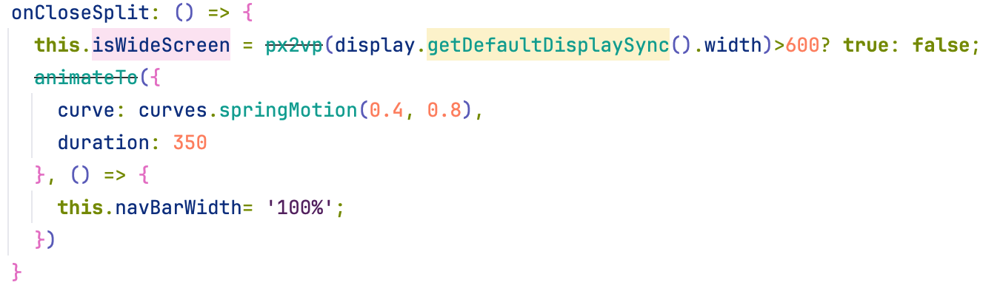 onCloseSplit: () => {
this.isWideScreen = px2vp(display.getDefaultDisplaySync().width)>600? true: false;
animateTo({
curve: curves.springMotion(0.4, 0.8),
duration: 350
}, () => {
this.navBarWidth= '100%';
})
}